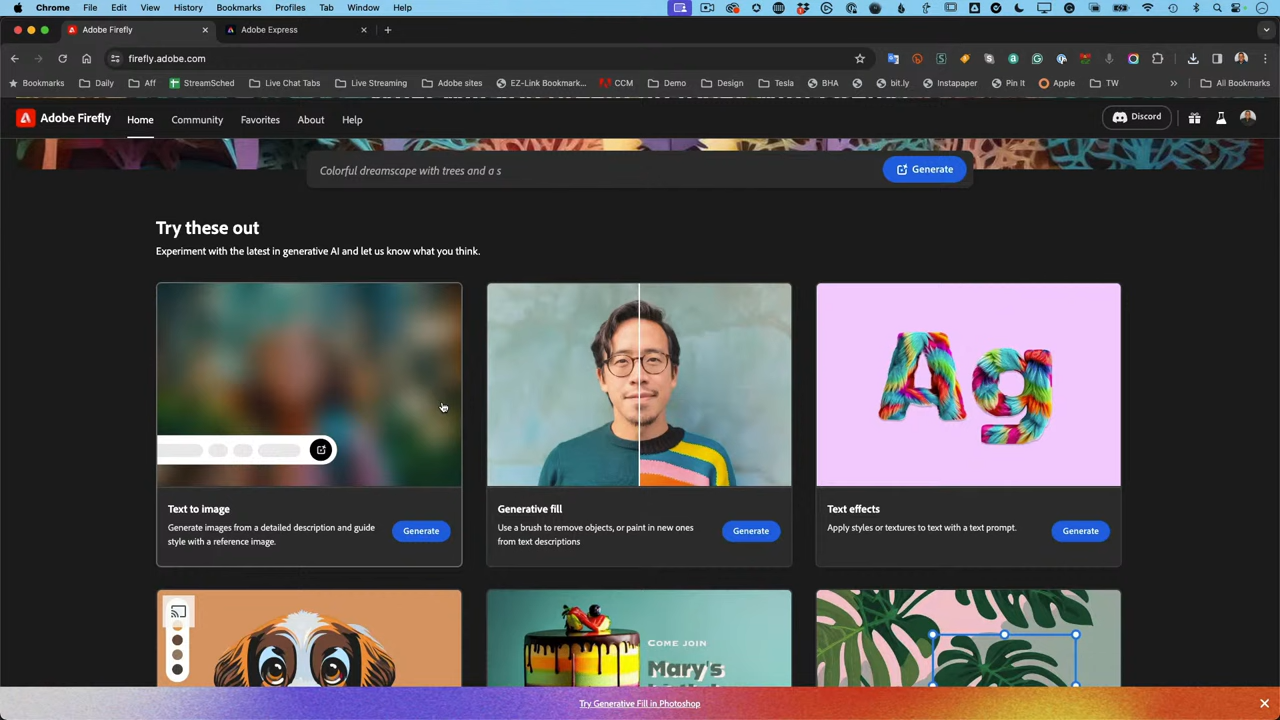 Chrome File Edit View History Bookmarks Profiles Tab Window Help
Adobe Firefly
Adobe Express
firefly.adobe.com
Bookmarks Daily Aff StreamSched Live Chat Tabs Live Streaming Adobe sites EZ-Link Bookmark... CCM Demo Design Tesla BHA bit.ly Instapaper Pin It Apple TW » All Bookmarks
Adobe Firefly Home Community Favorites About Help Discord
Colorful dreamscape with trees and a s
Generate
Try these out
Experiment with the latest in generative AI and let us know what you think.
Text to image
Generate images from a detailed description and guide
style with a reference image.
Generate
Generative fill
Use a brush to remove objects, or paint in new ones
from text descriptions
Generate
Ag
Text effects
Apply styles or textures to text with a text prompt.
Generate
COME JOIN
Mary's
Try Generative Fill in Photoshop